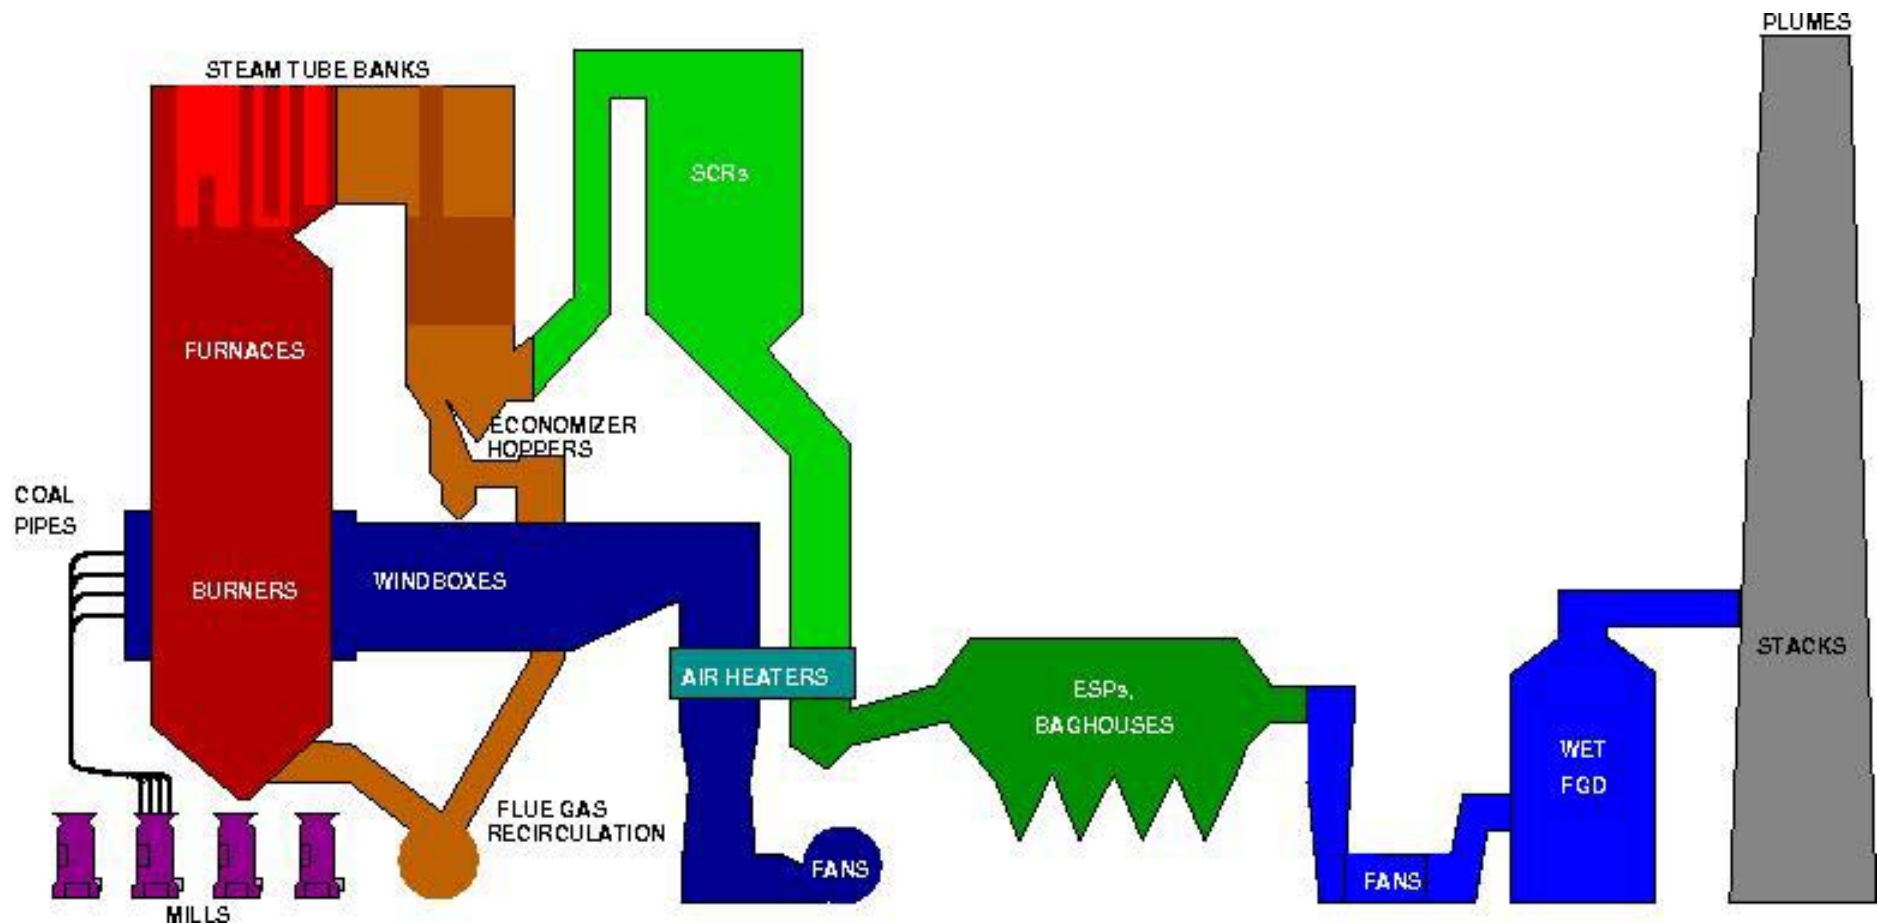 PLUMES
STEAM TUBE BANKS
SCRs
FURNACES
ECONOMIZER
HOPPERS
COAL
PIPES
WINDBOXES
BURNERS
AIR HEATERS
STACKS
ESPs,
BAGHOUSES
WET
FGD
FLUE GAS
RECIRCULATION
FANS
FANS
MILLS